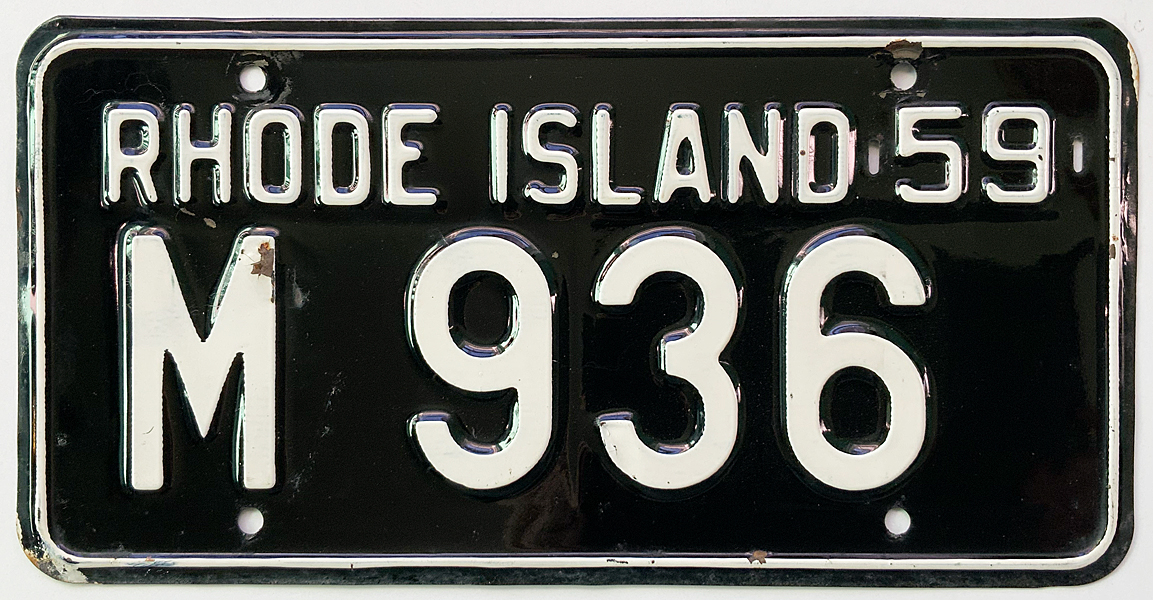 RHODE ISLAND 59
M 936